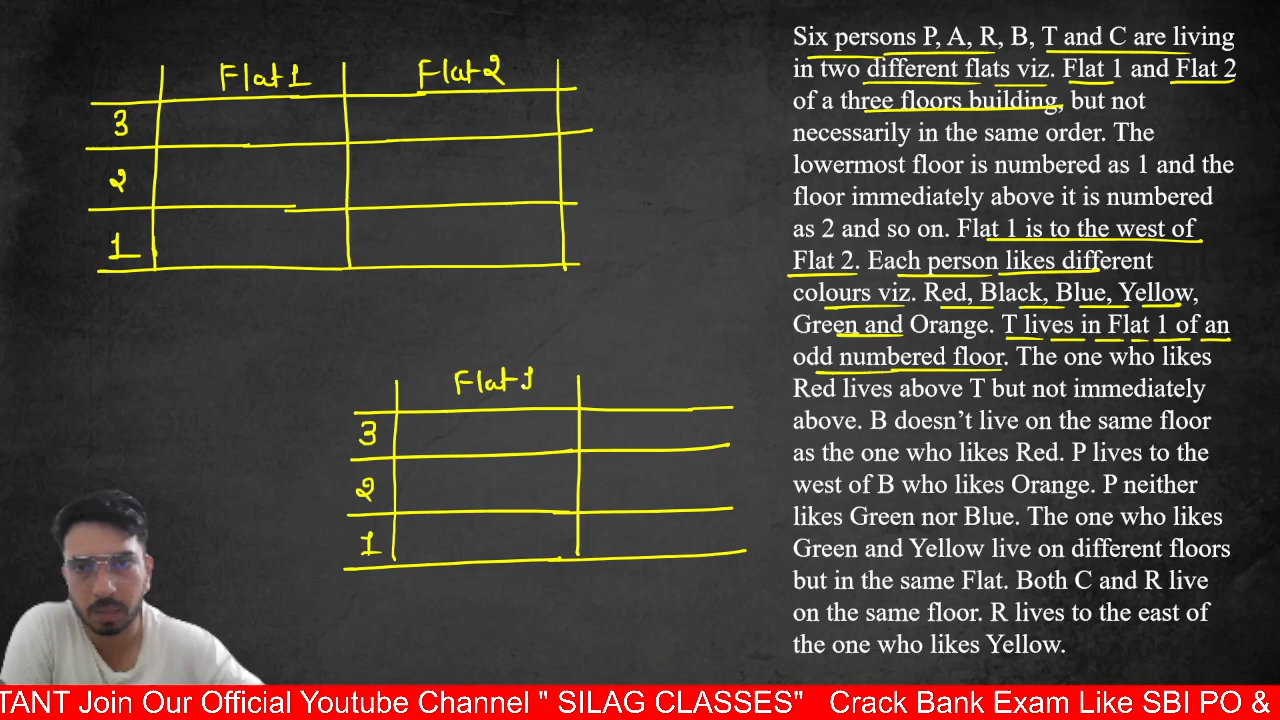 Flat 1 Flat 2
3
2
1
Flat 1
3
2
1
Six persons P, A, R, B, T and C are living
in two different flats viz. Flat 1 and Flat 2
of a three floors building, but not
necessarily in the same order. The
lowermost floor is numbered as 1 and the
floor immediately above it is numbered
as 2 and so on. Flat 1 is to the west of
Flat 2. Each person likes different
colours viz. Red, Black, Blue, Yellow,
Green and Orange. T lives in Flat 1 of an
odd numbered floor. The one who likes
Red lives above T but not immediately
above. B doesn’t live on the same floor
as the one who likes Red. P lives to the
west of B who likes Orange. P neither
likes Green nor Blue. The one who likes
Green and Yellow live on different floors
but in the same Flat. Both C and R live
on the same floor. R lives to the east of
the one who likes Yellow.
TANT Join Our Official Youtube Channel " SILAG CLASSES" Crack Bank Exam Like SBI PO &